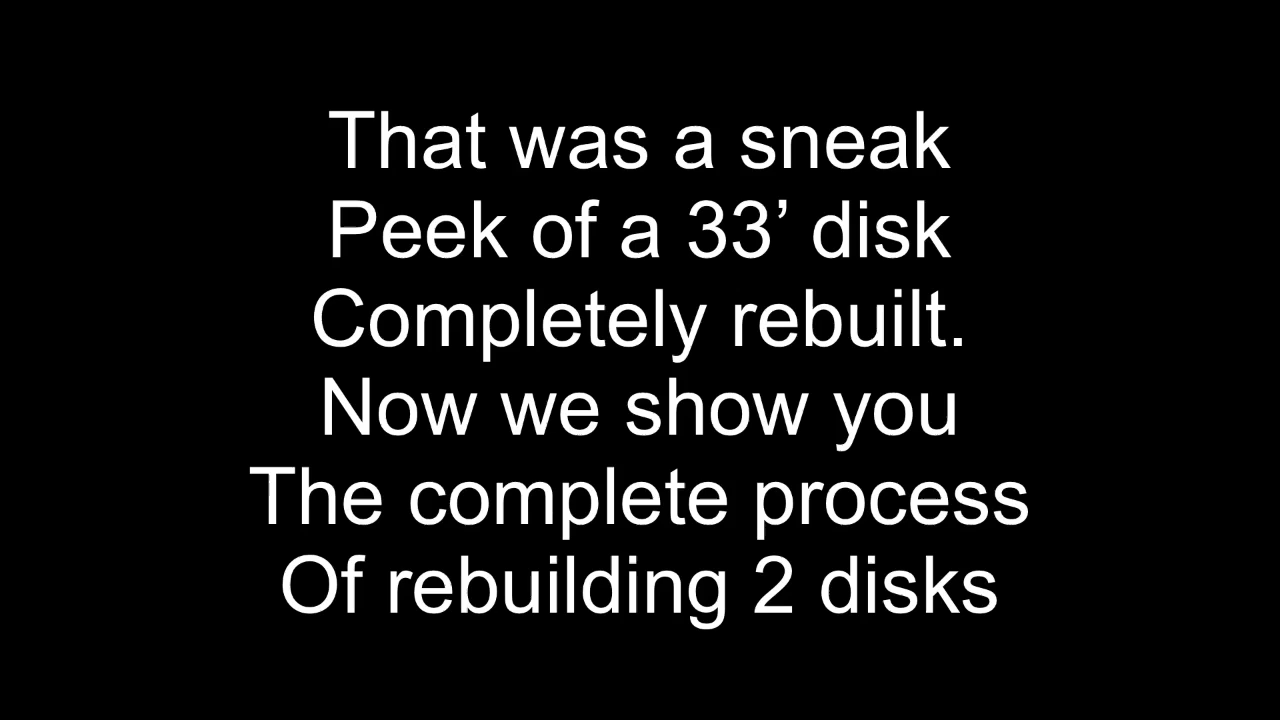 That was a sneak
Peek of a 33’ disk
Completely rebuilt.
Now we show you
The complete process
Of rebuilding 2 disks